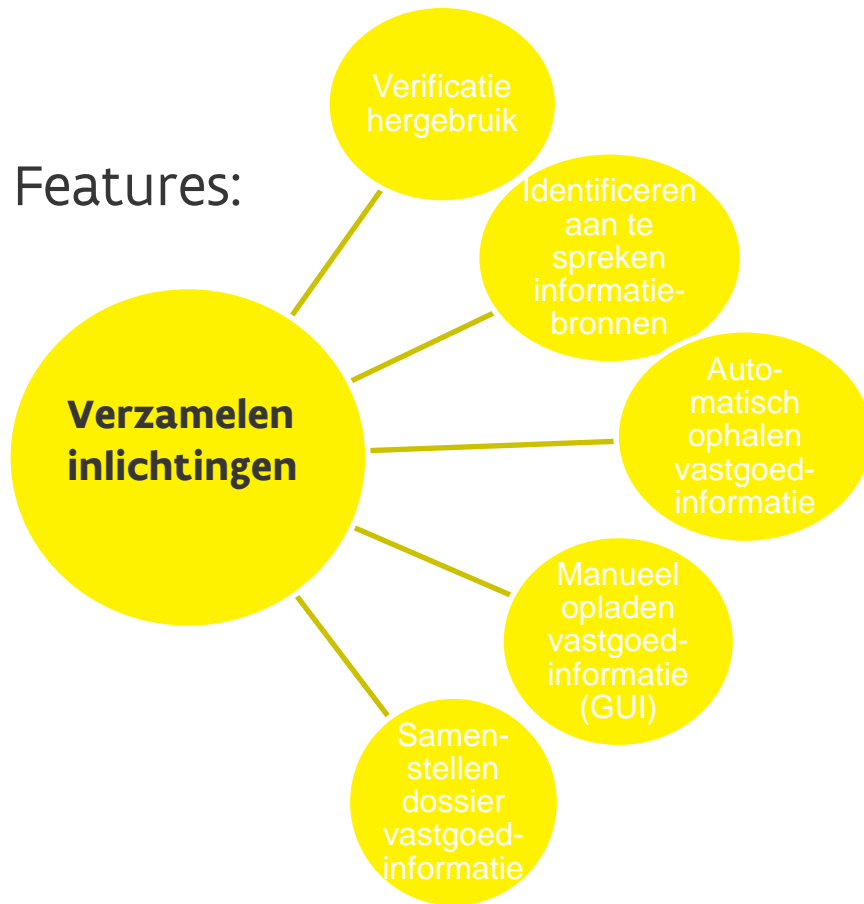 Features:
Verificatie
hergebruik
Identificeren
aan te
spreken
informatie-
bronnen
Auto-
matisch
ophalen
vastgoed-
informatie
Verzamelen
inlichtingen
Manueel
opladen
vastgoed-
informatie
(GUI)
Samen-
stellen
dossier
vastgoed-
informatie